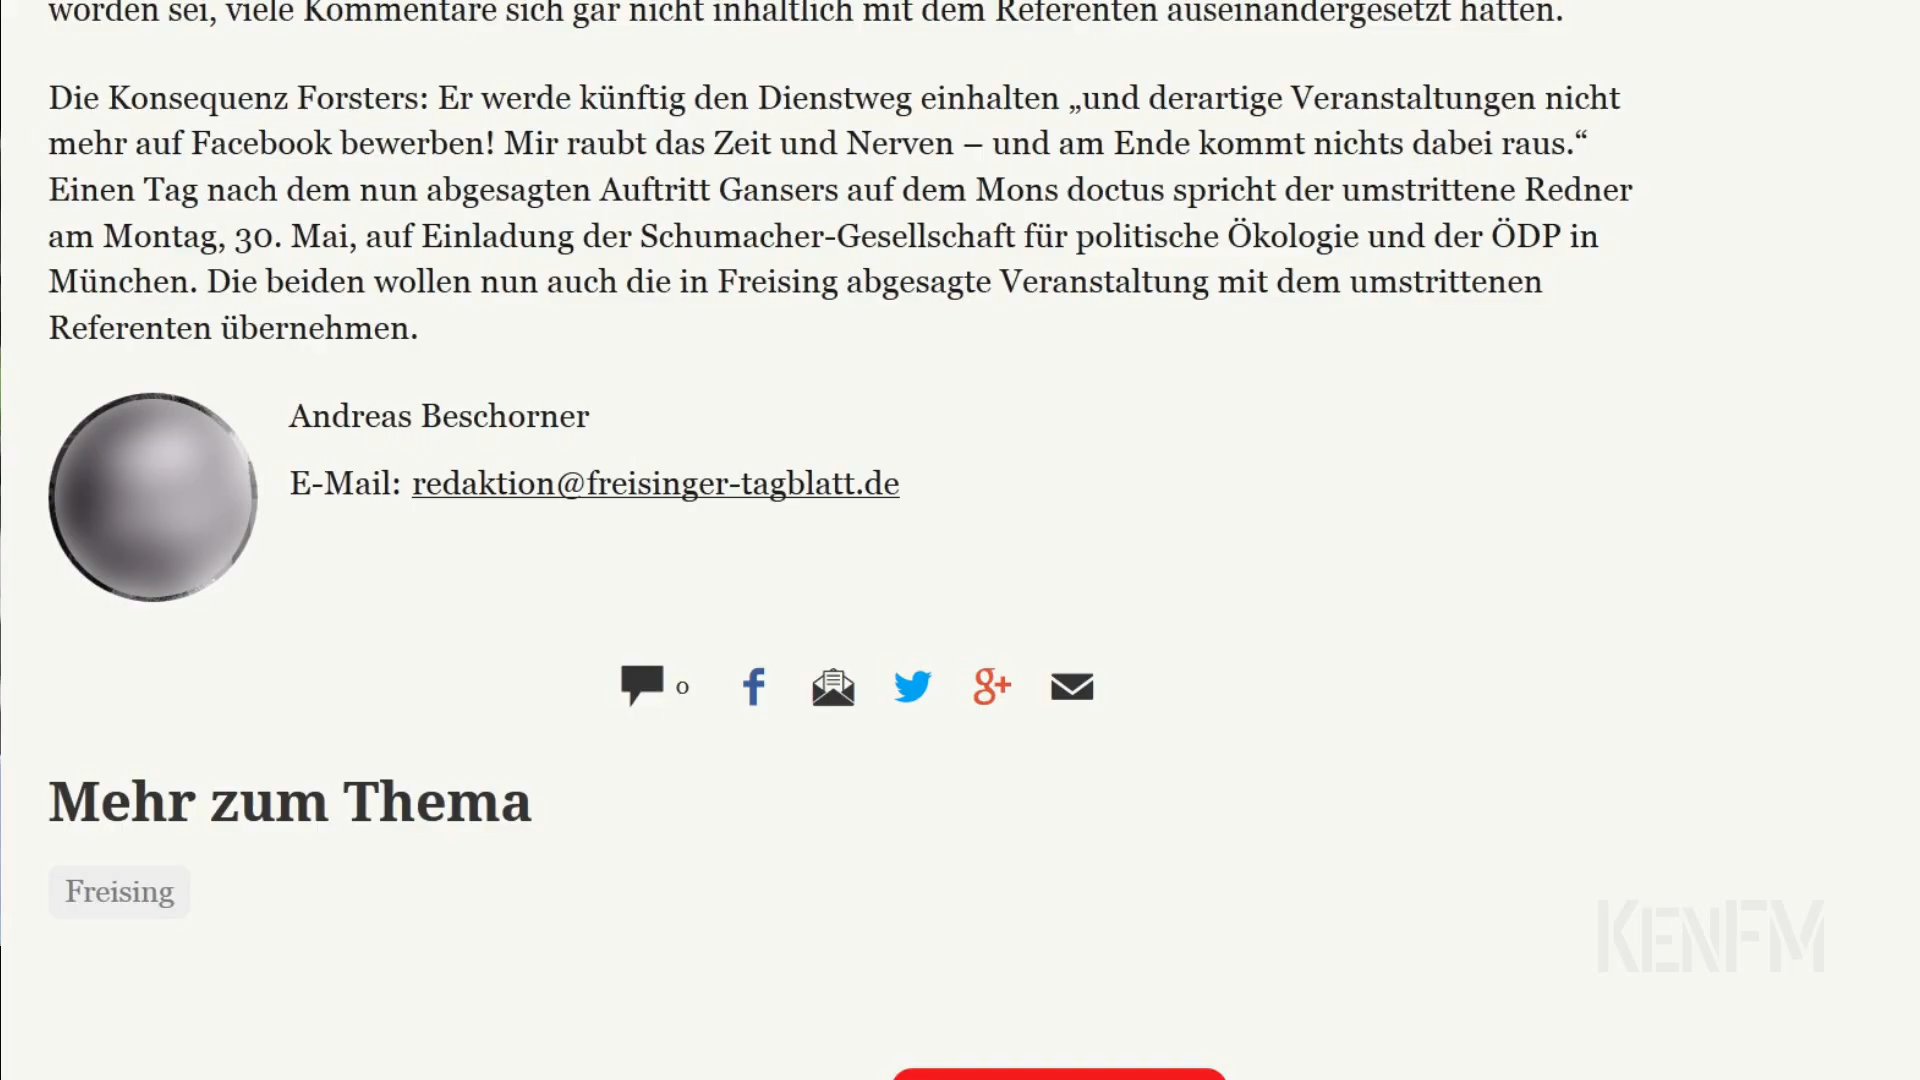 worden sei, viele Kommentare sich gar nicht inhaltlich mit dem Referenten auseinandergesetzt hätten.
Die Konsequenz Forsters: Er werde künftig den Dienstweg einhalten „und derartige Veranstaltungen nicht
mehr auf Facebook bewerben! Mir raubt das Zeit und Nerven – und am Ende kommt nichts dabei raus.“
Einen Tag nach dem nun abgesagten Auftritt Gansers auf dem Mons doctus spricht der umstrittene Redner
am Montag, 30. Mai, auf Einladung der Schumacher-Gesellschaft für politische Ökologie und der ÖDP in
München. Die beiden wollen nun auch die in Freising abgesagte Veranstaltung mit dem umstrittenen
Referenten übernehmen.
Andreas Beschorner
E-Mail: redaktion@freisinger-tagblatt.de
0
Mehr zum Thema
Freising
KENFM